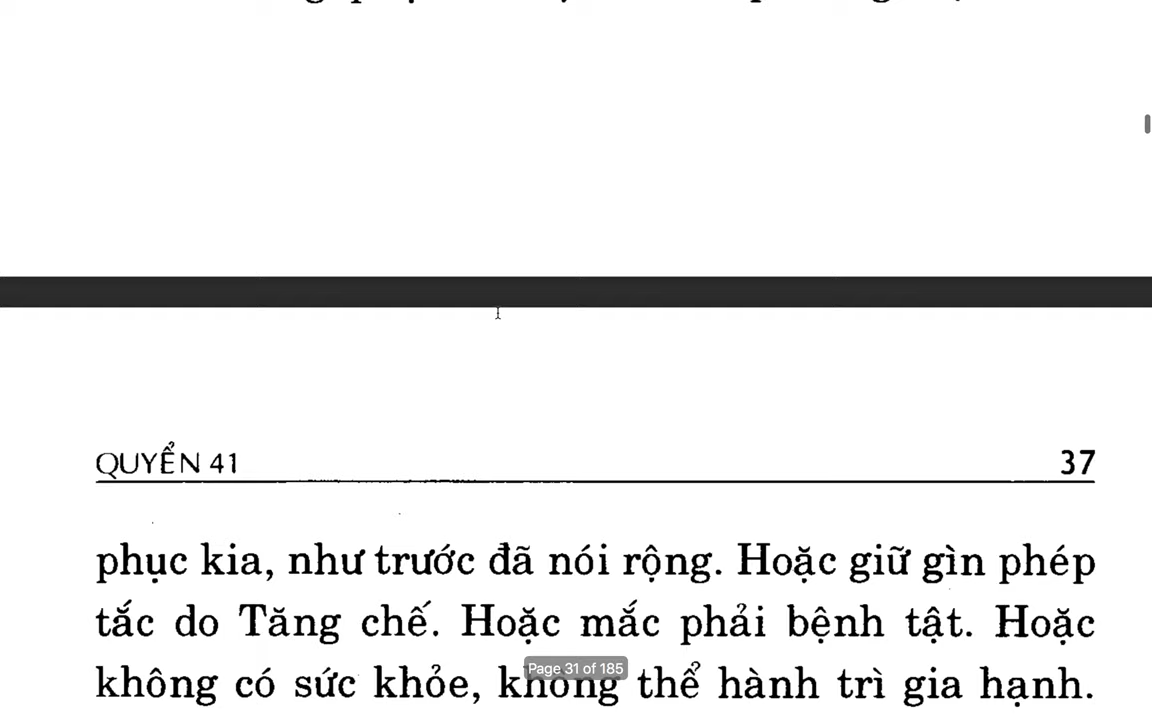 QUYỂN 41 37
phục kia, như trước đã nói rộng. Hoặc giữ gìn phép
tắc do Tăng chế. Hoặc mắc phải bệnh tật. Hoặc
không có sức khỏe, không thể hành trì gia hạnh.
Page 31 of 185